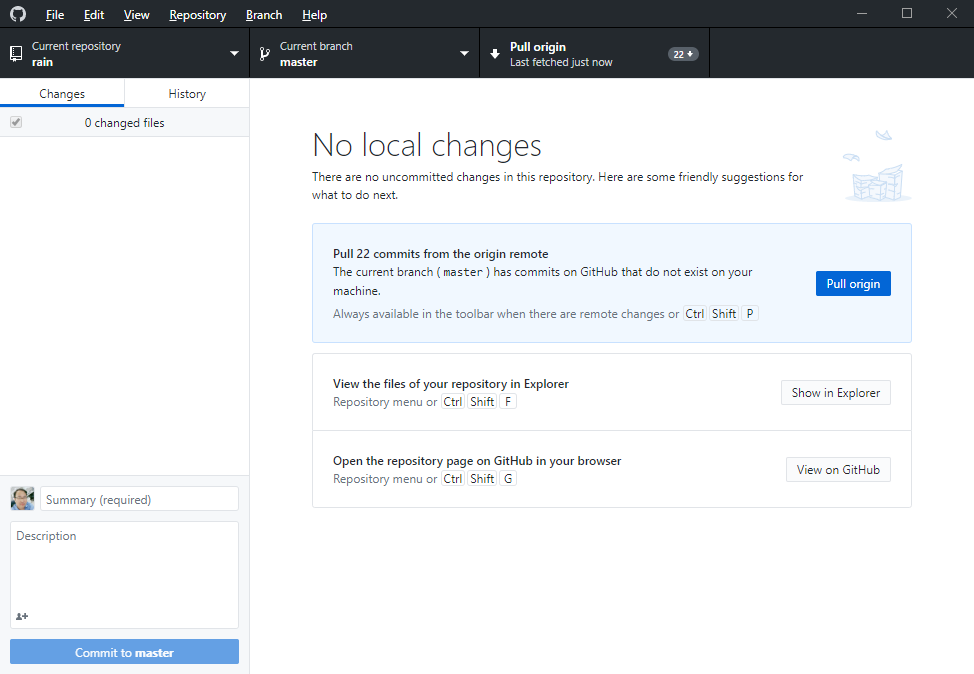 File Edit View Repository Branch Help
Current repository
rain
Current branch
master
Pull origin
Last fetched just now
22
Changes History
0 changed files
No local changes
There are no uncommitted changes in this repository. Here are some friendly suggestions for
what to do next.
Pull 22 commits from the origin remote
The current branch ( master ) has commits on GitHub that do not exist on your
machine.
Always available in the toolbar when there are remote changes or Ctrl Shift P
Pull origin
View the files of your repository in Explorer
Repository menu or Ctrl Shift F
Show in Explorer
Open the repository page on GitHub in your browser
Repository menu or Ctrl Shift G
View on GitHub
Summary (required)
Description
Commit to master